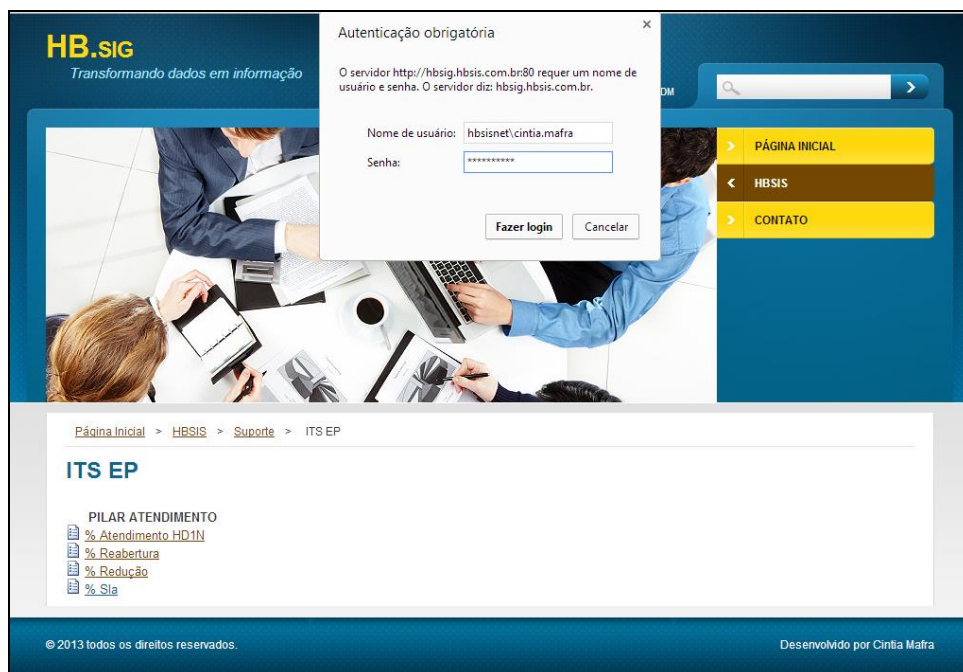 HB.SIG
Transformando dados em informação
Autenticação obrigatória
O servidor http://hbsig.hbsis.com.br:80 requer um nome de
usuário e senha. O servidor diz: hbsig.hbsis.com.br.
Nome de usuário: hbsisnet\cintia.mafra
Senha: **********
Fazer login Cancelar
DM
PÁGINA INICIAL
HBSIS
CONTATO
Página Inicial > HBSIS > Suporte > ITS EP
ITS EP
PILAR ATENDIMENTO
% Atendimento HD1N
% Reabertura
% Redução
% Sla
© 2013 todos os direitos reservados.
Desenvolvido por Cintia Mafra